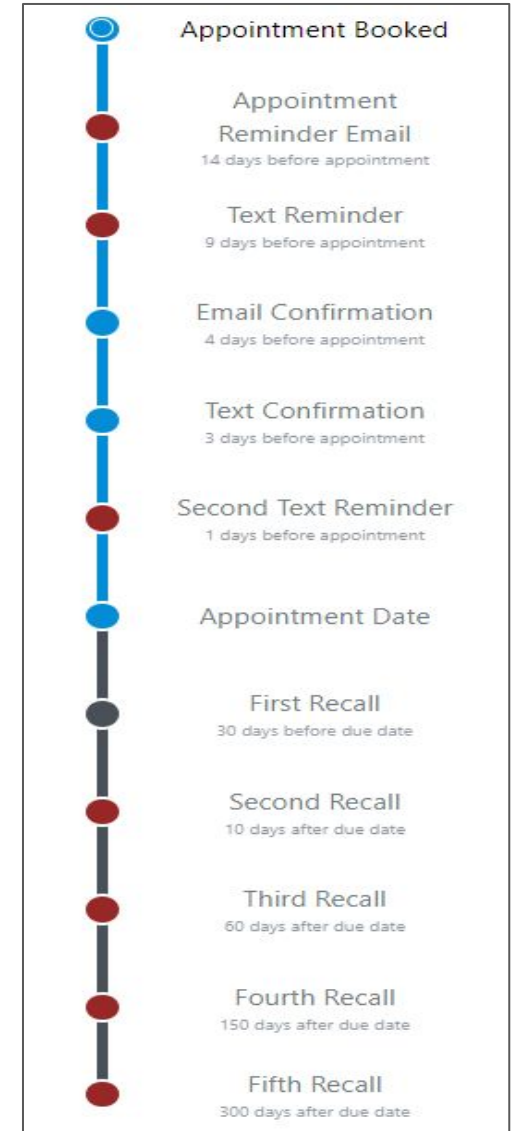 Appointment Booked
Appointment
Reminder Email
14 days before appointment
Text Reminder
9 days before appointment
Email Confirmation
4 days before appointment
Text Confirmation
3 days before appointment
Second Text Reminder
1 days before appointment
Appointment Date
First Recall
30 days before due date
Second Recall
10 days after due date
Third Recall
60 days after due date
Fourth Recall
150 days after due date
Fifth Recall
300 days after due date